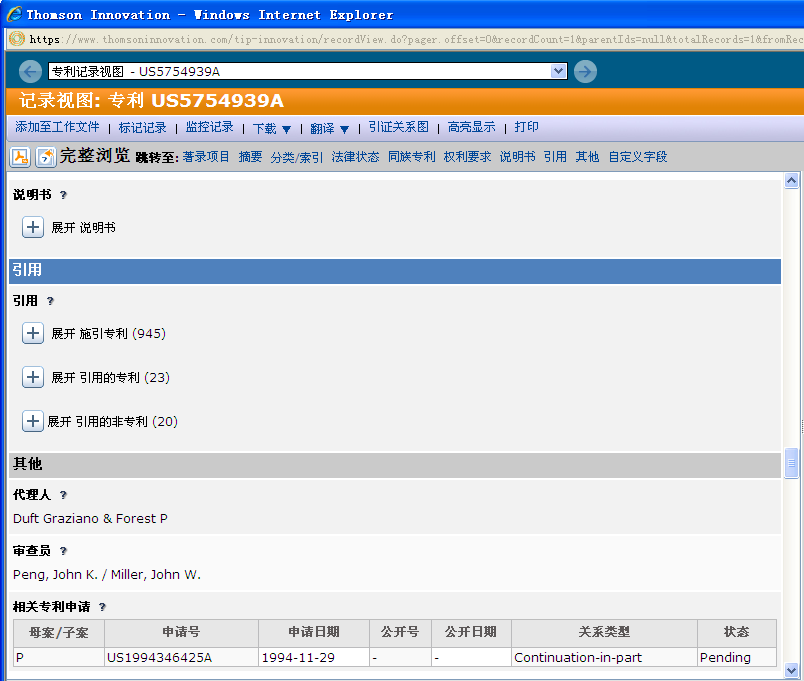 Thomson Innovation - Windows Internet Explorer
https://www.thomsoninnovation.com/tip-innovation/recordView.do?pager.offset=0&recordCount=1&parentIds=null&totalRecords=1&fromRec
专利记录视图 - US5754939A
记录视图: 专利 US5754939A
添加至工作文件 | 标记记录 | 监控记录 | 下载 ▼ | 翻译 ▼ | 引证关系图 | 高亮显示 | 打印
完整浏览 跳转至: 著录项目 摘要 分类/索引 法律状态 同族专利 权利要求 说明书 引用 其他 自定义字段
说明书 ?
展开 说明书
引用
引用 ?
展开 施引专利 (945)
展开 引用的专利 (23)
展开 引用的非专利 (20)
其他
代理人 ?
Duft Graziano & Forest P
审查员 ?
Peng, John K. / Miller, John W.
相关专利申请 ?
母案/子案 申请号 申请日期 公开号 公开日期 关系类型 状态
P US1994346425A 1994-11-29 - - Continuation-in-part Pending